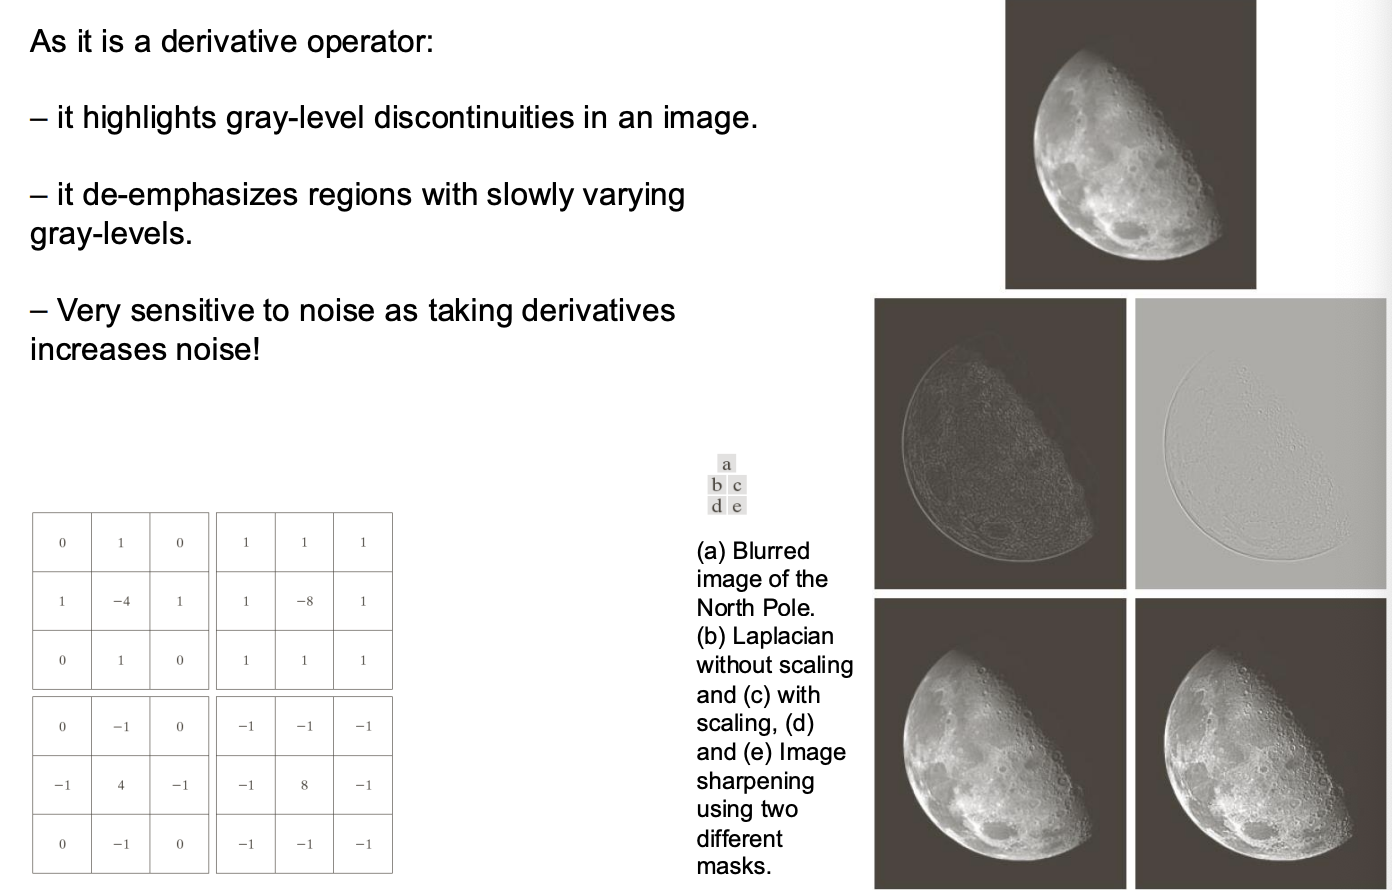 As it is a derivative operator:
– it highlights gray-level discontinuities in an image.
– it de-emphasizes regions with slowly varying
gray-levels.
– Very sensitive to noise as taking derivatives
increases noise!
0 1 0
1 −4 1
0 1 0
1 1 1
1 −8 1
1 1 1
0 −1 0
−1 4 −1
0 −1 0
−1 −1 −1
−1 8 −1
−1 −1 −1
a
b c
d e
(a) Blurred
image of the
North Pole.
(b) Laplacian
without scaling
and (c) with
scaling, (d)
and (e) Image
sharpening
using two
different
masks.